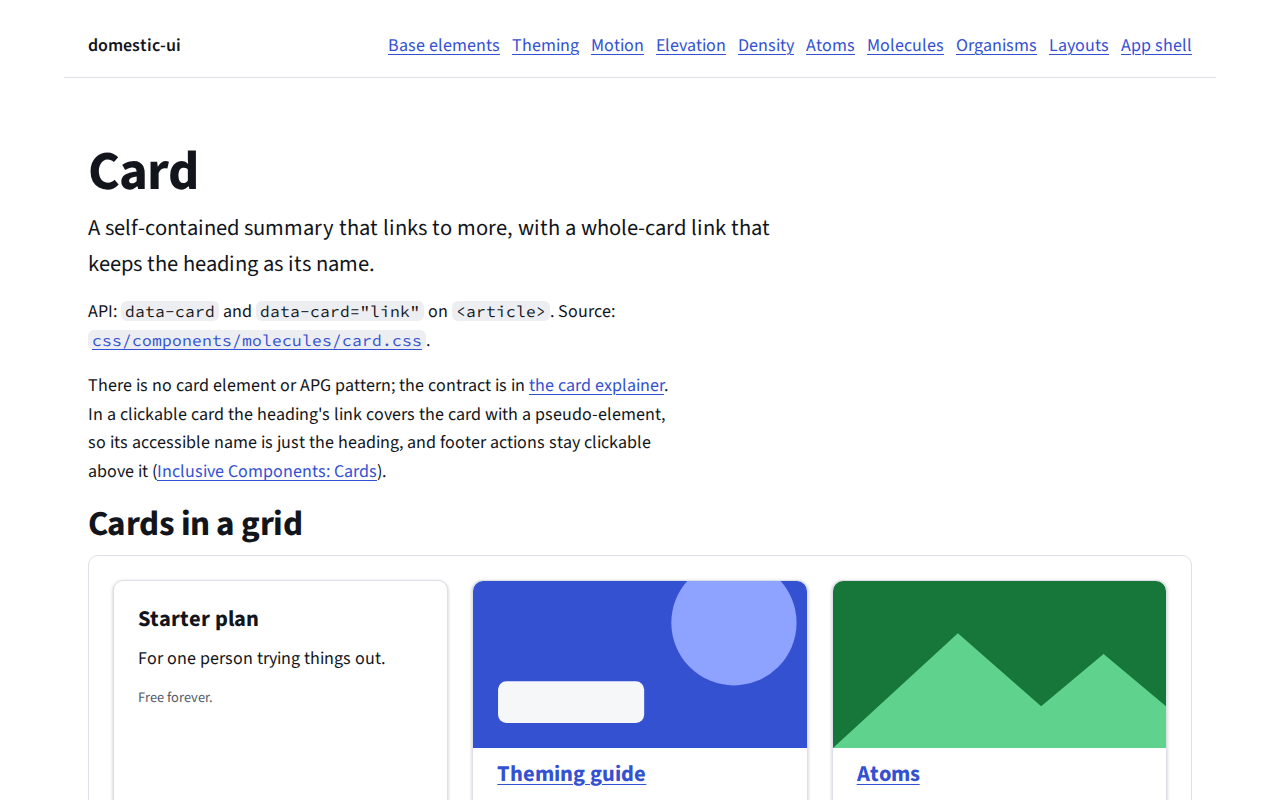 domestic-ui
Base elements Theming Motion Elevation Density Atoms Molecules Organisms Layouts App shell
Card
A self-contained summary that links to more, with a whole-card link that
keeps the heading as its name.
API: data-card and data-card="link" on <article>. Source:
css/components/molecules/card.css.
There is no card element or APG pattern; the contract is in the card explainer.
In a clickable card the heading's link covers the card with a pseudo-element,
so its accessible name is just the heading, and footer actions stay clickable
above it (Inclusive Components: Cards).
Cards in a grid
Starter plan
For one person trying things out.
Free forever.
Theming guide
Atoms